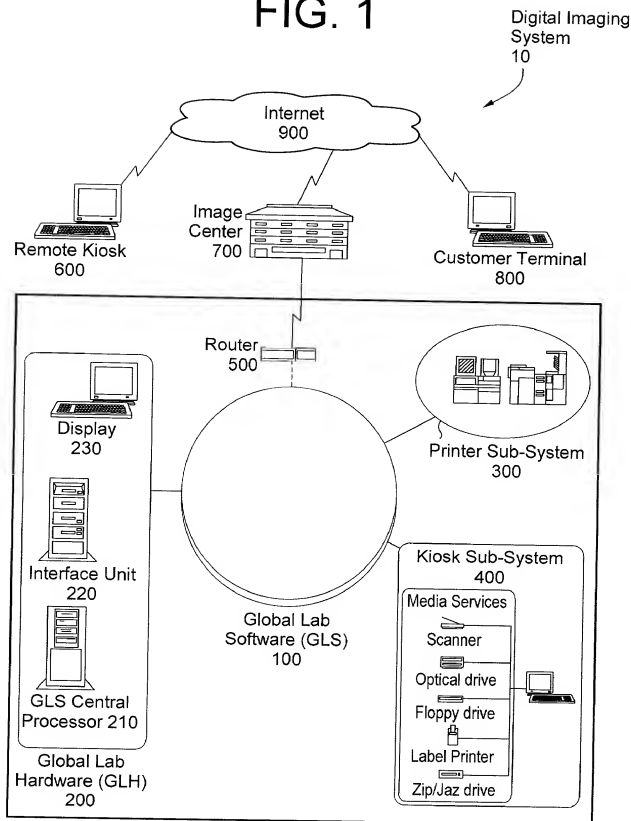 FIG. 1
Digital Imaging
System
10
Internet
900
Remote Kiosk
600
Image
Center
700
Customer Terminal
800
Router
500
Display
230
Interface Unit
220
GLS Central
Processor 210
Global Lab
Hardware (GLH)
200
Global Lab
Software (GLS)
100
Printer Sub-System
300
Kiosk Sub-System
400
Media Services
Scanner
Optical drive
Floppy drive
Label Printer
Zip/Jaz drive